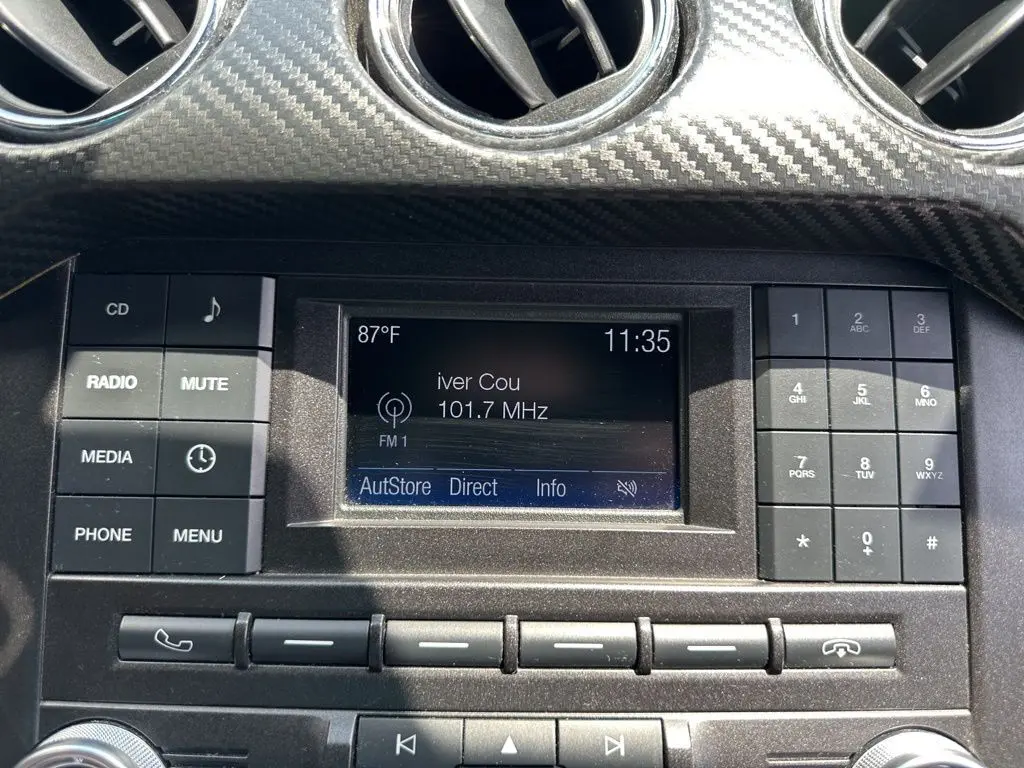 CD
RADIO MUTE
MEDIA
PHONE MENU
87°F 11:35
iver Cou
101.7 MHz
FM 1
AutStore Direct Info
1 2 ABC 3 DEF
4 GHI 5 JKL 6 MNO
7 PQRS 8 TUV 9 WXYZ
* 0 + #